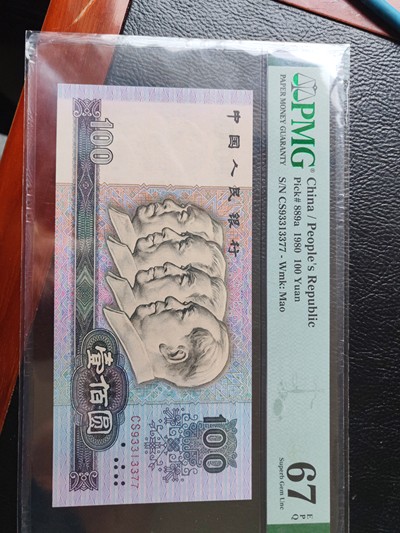 PMG
PAPER MONEY GUARANTY
China / People's Republic
Pick# 889a 1980 100 Yuan
S/N CS93313377 - Wmk: Mao
67
EPQ
Superb Gem Unc
中国人民银行
100
壹佰圆
CS93313377
100